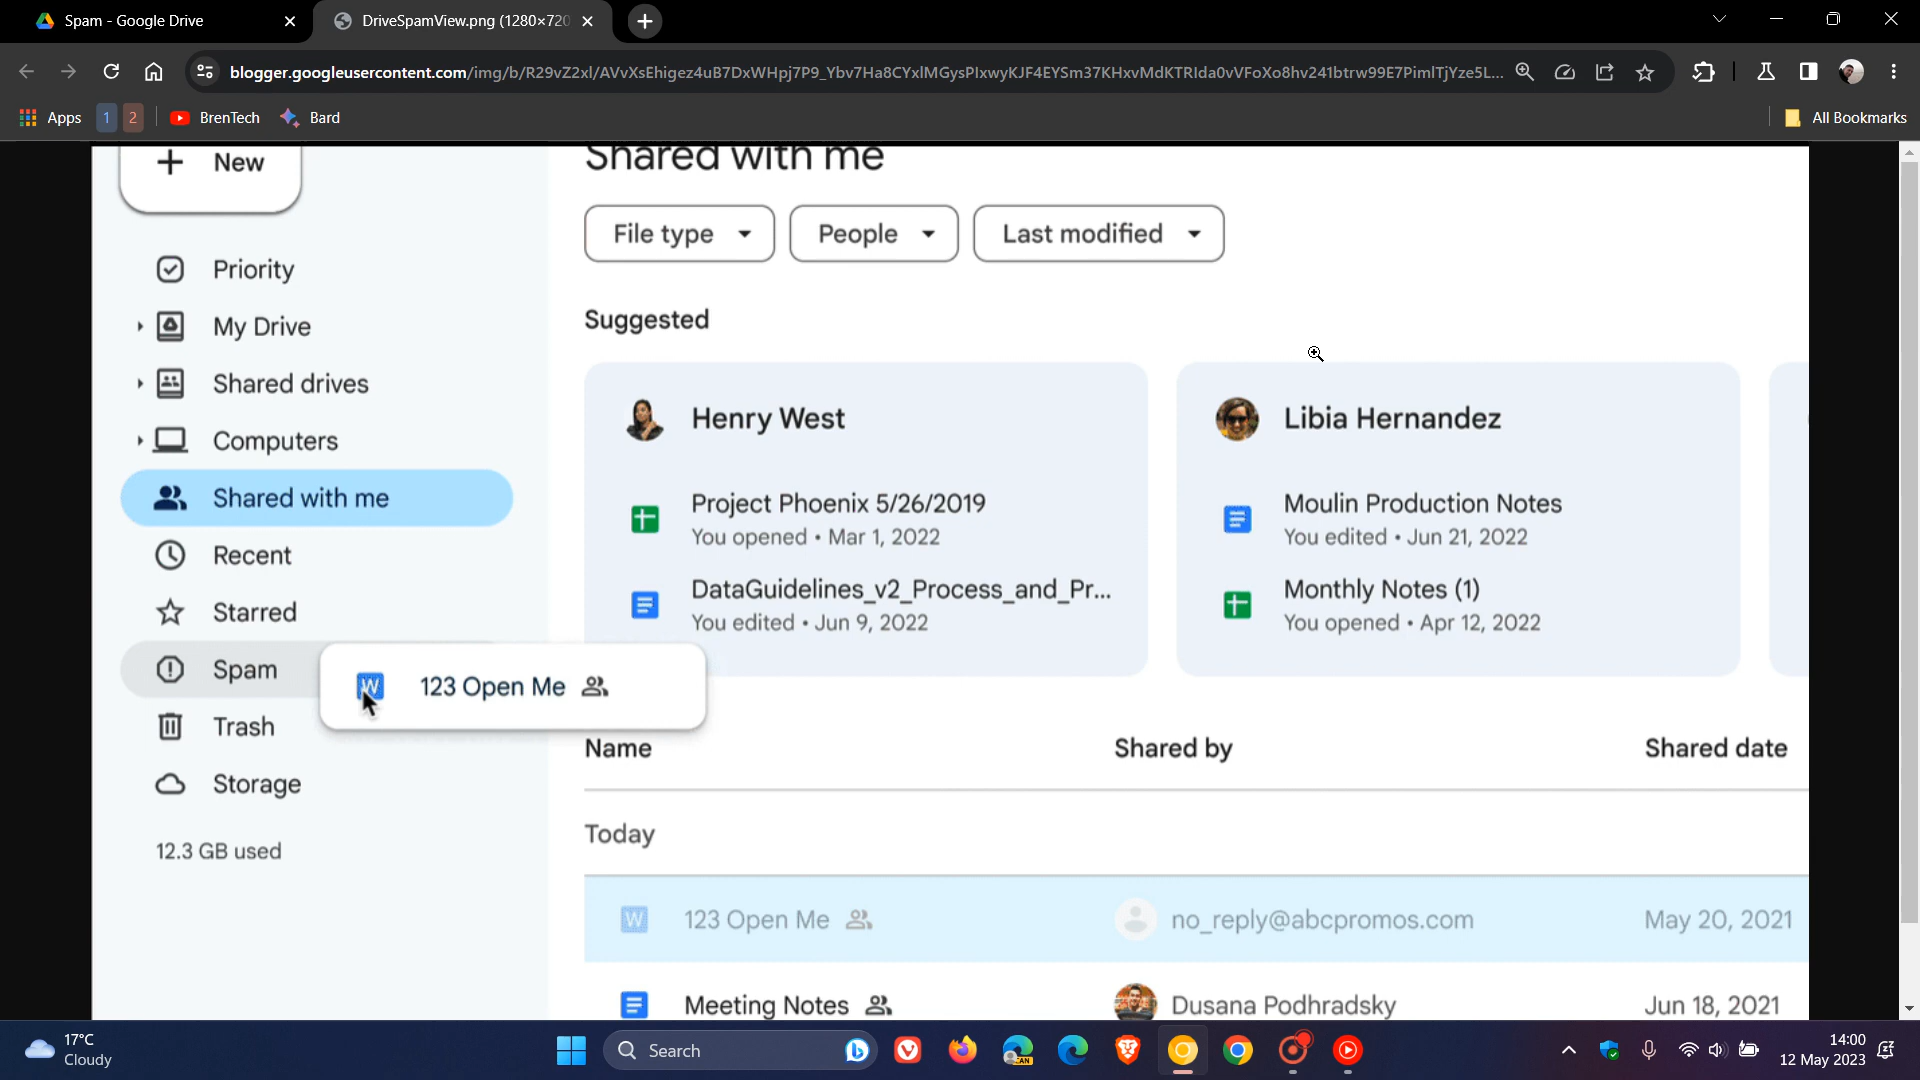 Spam - Google Drive
DriveSpamView.png (1280×720
blogger.googleusercontent.com/img/b/R29vZ2xl/AVvXsEhigez4uB7DxWHpj7P9_Ybv7Ha8CYxlMGysPIxwyKJF4EYSm37KHxvMdKTRIda0vVFoXo8hv241btrw99E7PimlTjYze5L...
Apps
1
2
BrenTech
Bard
All Bookmarks
New
Shared with me
File type
People
Last modified
Priority
My Drive
Shared drives
Computers
Shared with me
Recent
Starred
Spam
Trash
Storage
12.3 GB used
Suggested
Henry West
Project Phoenix 5/26/2019
You opened • Mar 1, 2022
DataGuidelines_v2_Process_and_Pr...
You edited • Jun 9, 2022
Libia Hernandez
Moulin Production Notes
You edited • Jun 21, 2022
Monthly Notes (1)
You opened • Apr 12, 2022
W 123 Open Me
Name Shared by Shared date
Today
W 123 Open Me no_reply@abcpromos.com May 20, 2021
Meeting Notes Dusana Podhradsky Jun 18, 2021
17°C
Cloudy
Search
CAN
14:00
12 May 2023